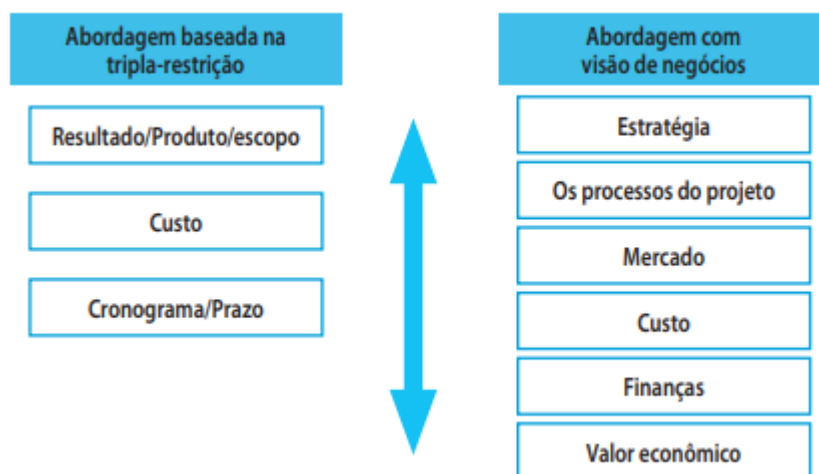 Abordagem baseada na
tripla-restrição
Resultado/Produto/escopo
Custo
Cronograma/Prazo
Abordagem com
visão de negócios
Estratégia
Os processos do projeto
Mercado
Custo
Finanças
Valor econômico